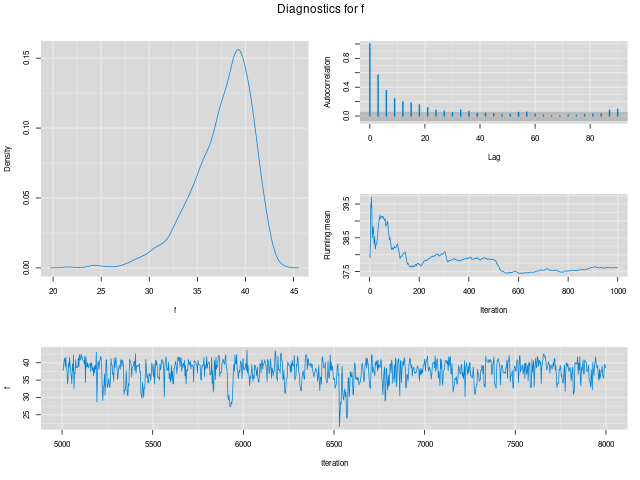 Diagnostics for f
Density
0.00 0.05 0.10 0.15
20 25 30 35 40 45
f
Autocorrelation
0.0 0.4 0.8
0 20 40 60 80
Lag
Running mean
37.5 38.5 39.5
0 200 400 600 800 1000
Iteration
f
25 30 35 40
5000 5500 6000 6500 7000 7500 8000
Iteration